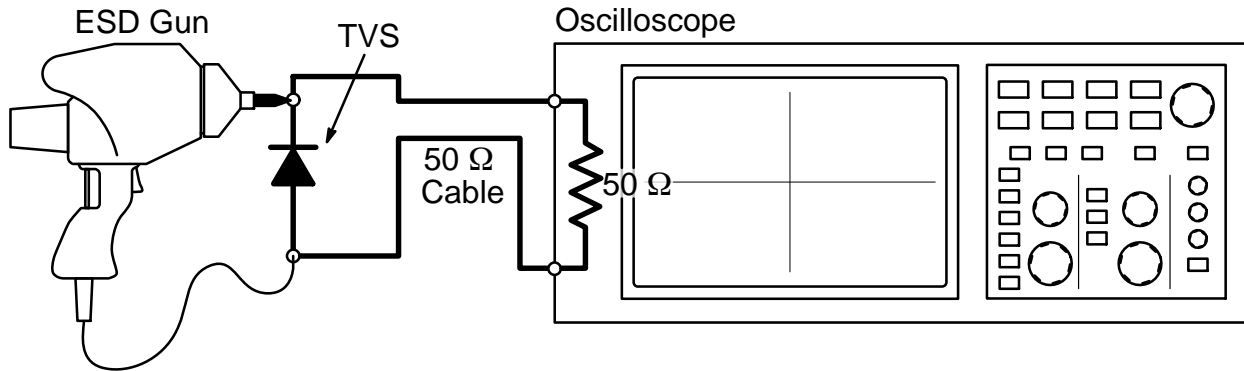 ESD Gun
TVS
Oscilloscope
50 Ω
Cable
50 Ω